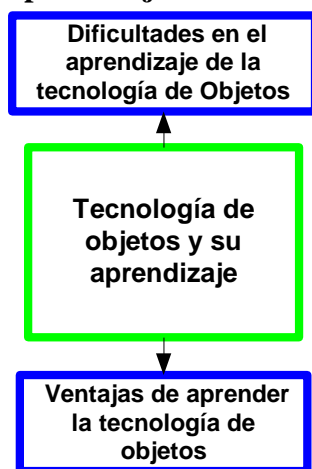 Dificultades en el
aprendizaje de la
tecnología de Objetos
Tecnología de
objetos y su
aprendizaje
Ventajas de aprender
la tecnología de
objetos